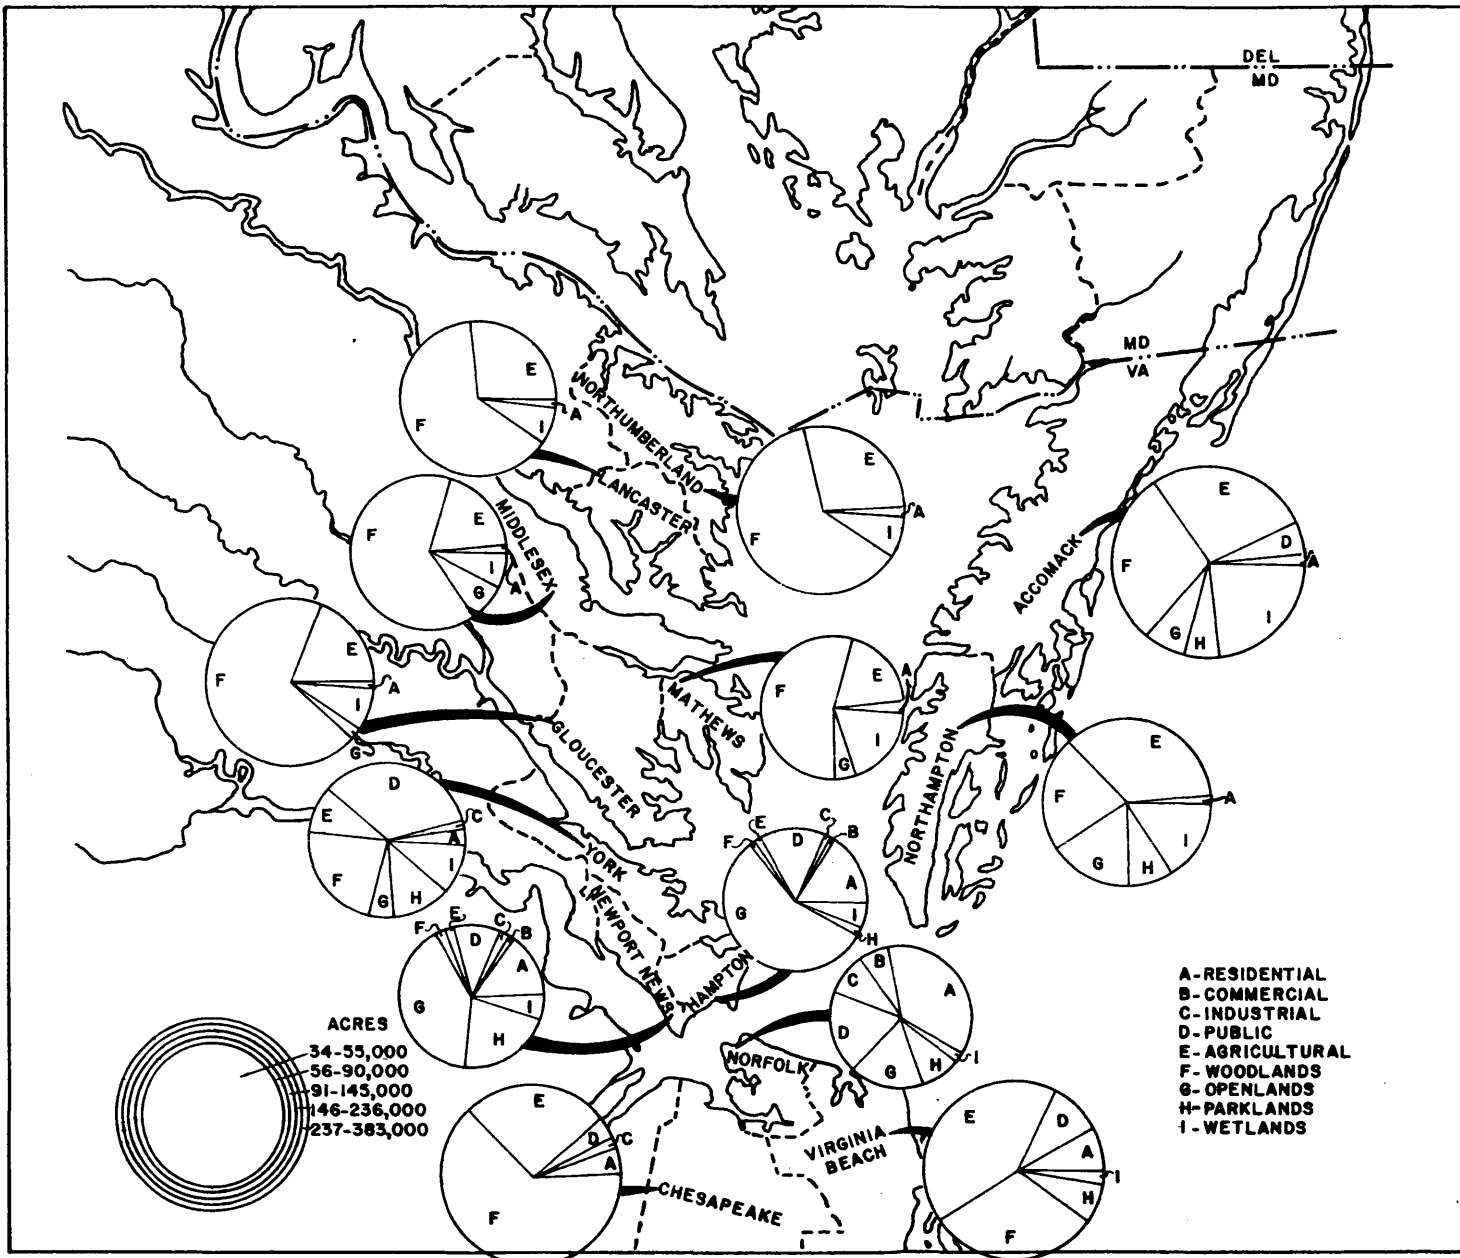 DEL
MD
MD
VA
E
A
F
I
NORTHUMBERLAND
LANCASTER
E
A
F
I
E
D
A
F
I
G
H
ACCOMACK
F
E
I
A
G
MIDDLESEX
F
E
A
I
G
GLOUCESTER
F
E
A
I
G
MATHEWS
NORTHAMPTON
E
F
A
I
G
H
D
E
C
A
I
F
G
H
YORK
NEWPORT NEWS
F
E
D
C
B
A
G
I
H
HAMPTON
F
E
D
C
B
A
G
I
H
B
C
A
D
I
G
H
NORFOLK
VIRGINIA
BEACH
E
D
A
I
H
F
E
D
C
A
F
CHESAPEAKE
ACRES
34-55,000
56-90,000
91-145,000
146-236,000
237-383,000
A-RESIDENTIAL
B-COMMERCIAL
C-INDUSTRIAL
D-PUBLIC
E-AGRICULTURAL
F-WOODLANDS
G-OPENLANDS
H-PARKLANDS
I-WETLANDS